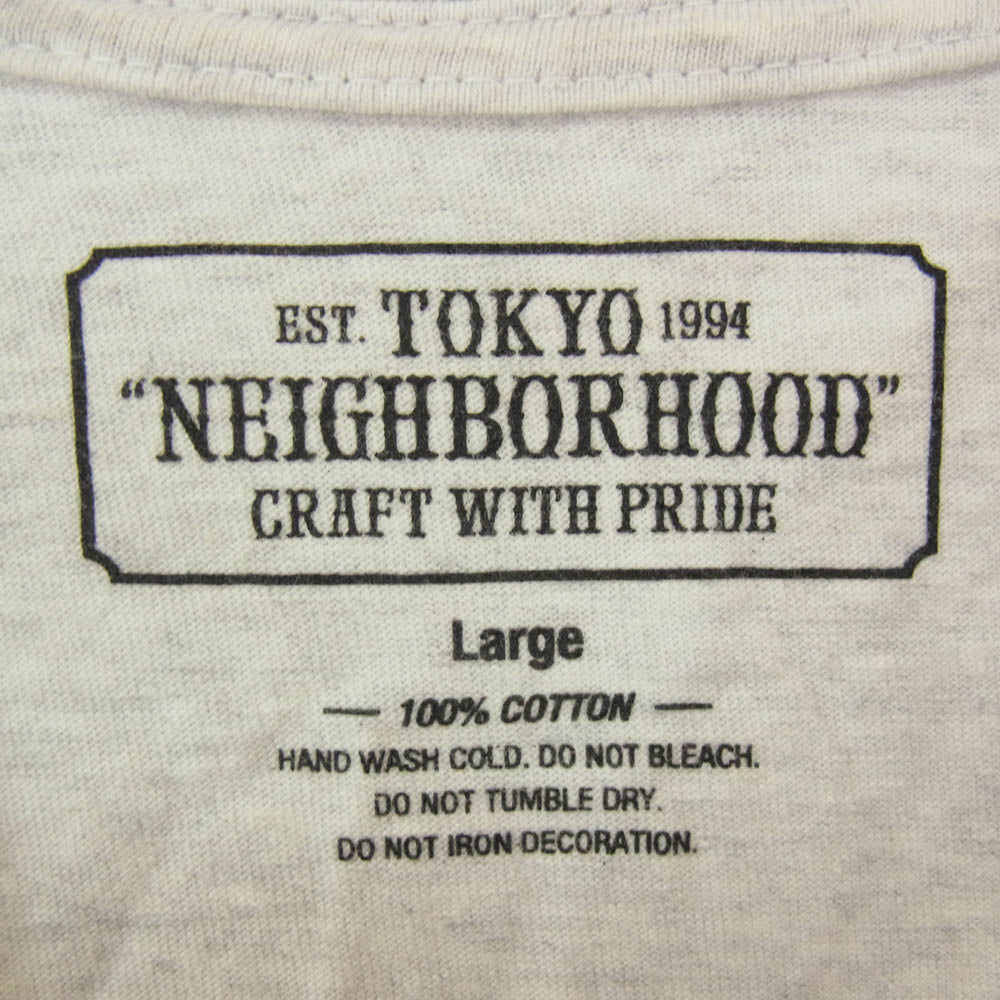 EST. TOKYO 1994
“NEIGHBORHOOD”
CRAFT WITH PRIDE
Large
— 100% COTTON —
HAND WASH COLD. DO NOT BLEACH.
DO NOT TUMBLE DRY.
DO NOT IRON DECORATION.